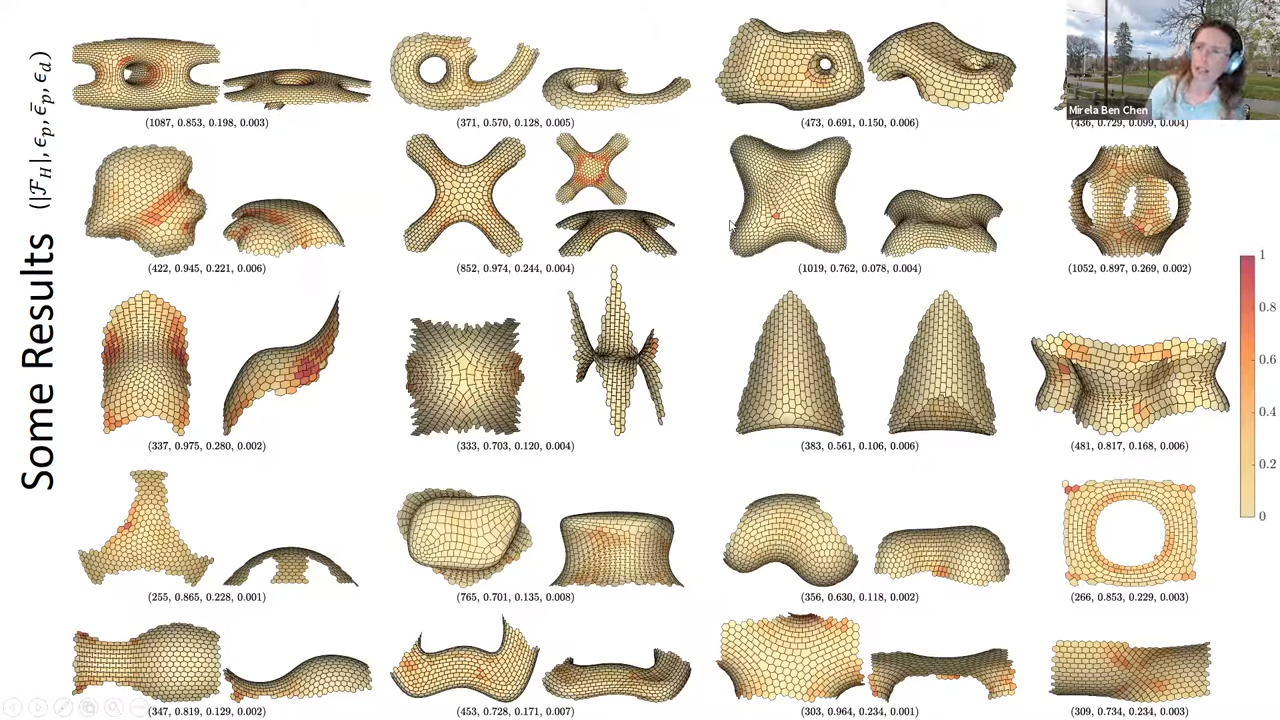 Some Results (|ℱ_H|, ϵ_p, ϵ̄_p, ϵ_d)
Mirela Ben Chen
(1087, 0.853, 0.198, 0.003)
(371, 0.570, 0.128, 0.005)
(473, 0.691, 0.150, 0.006)
(436, 0.729, 0.099, 0.004)
(422, 0.945, 0.221, 0.006)
(852, 0.974, 0.244, 0.004)
(1019, 0.762, 0.078, 0.004)
(1052, 0.897, 0.269, 0.002)
1
0.8
0.6
0.4
0.2
0
(337, 0.975, 0.280, 0.002)
(333, 0.703, 0.120, 0.004)
(383, 0.561, 0.106, 0.006)
(481, 0.817, 0.168, 0.006)
(255, 0.865, 0.228, 0.001)
(765, 0.701, 0.135, 0.008)
(356, 0.630, 0.118, 0.002)
(266, 0.853, 0.229, 0.003)
(347, 0.819, 0.129, 0.002)
(453, 0.728, 0.171, 0.007)
(303, 0.964, 0.234, 0.001)
(309, 0.734, 0.234, 0.003)